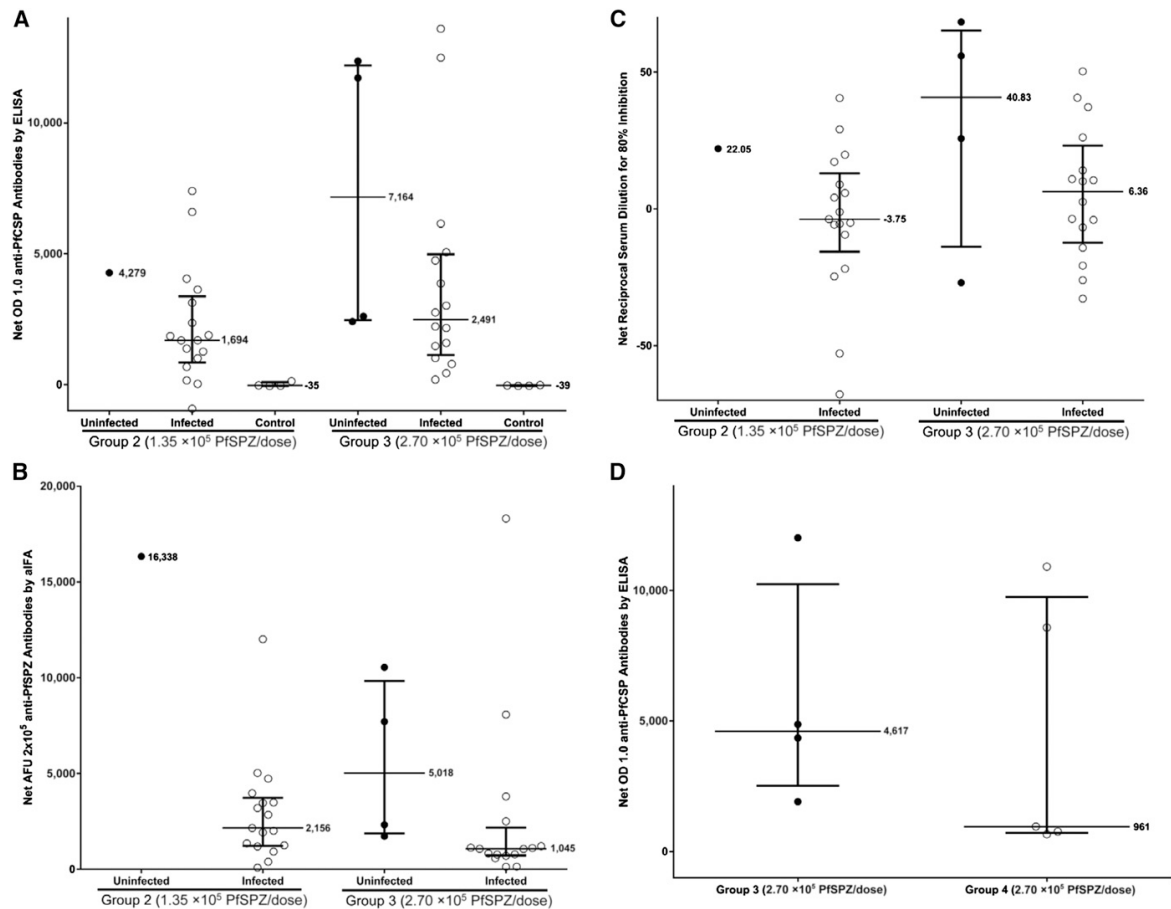 A
Net OD 1.0 anti-PfCSP Antibodies by ELISA
10,000
5,000
0
4,279
1,694
-35
7,164
2,491
-39
Uninfected Infected Control Uninfected Infected Control
Group 2 (1.35 ×10⁵ PfSPZ/dose) Group 3 (2.70 ×10⁵ PfSPZ/dose)
C
Net Reciprocal Serum Dilution for 80% Inhibition
50
0
-50
22.05
-3.75
40.83
6.36
Uninfected Infected Uninfected Infected
Group 2 (1.35 ×10⁵ PfSPZ/dose) Group 3 (2.70 ×10⁵ PfSPZ/dose)
B
Net AFU 2x10⁵ anti-PfSPZ Antibodies by aIFA
20,000
15,000
10,000
5,000
0
16,338
2,156
5,018
1,045
Uninfected Infected Uninfected Infected
Group 2 (1.35 ×10⁵ PfSPZ/dose) Group 3 (2.70 ×10⁵ PfSPZ/dose)
D
Net OD 1.0 anti-PfCSP Antibodies by ELISA
10,000
5,000
0
4,617
961
Group 3 (2.70 ×10⁵ PfSPZ/dose) Group 4 (2.70 ×10⁵ PfSPZ/dose)